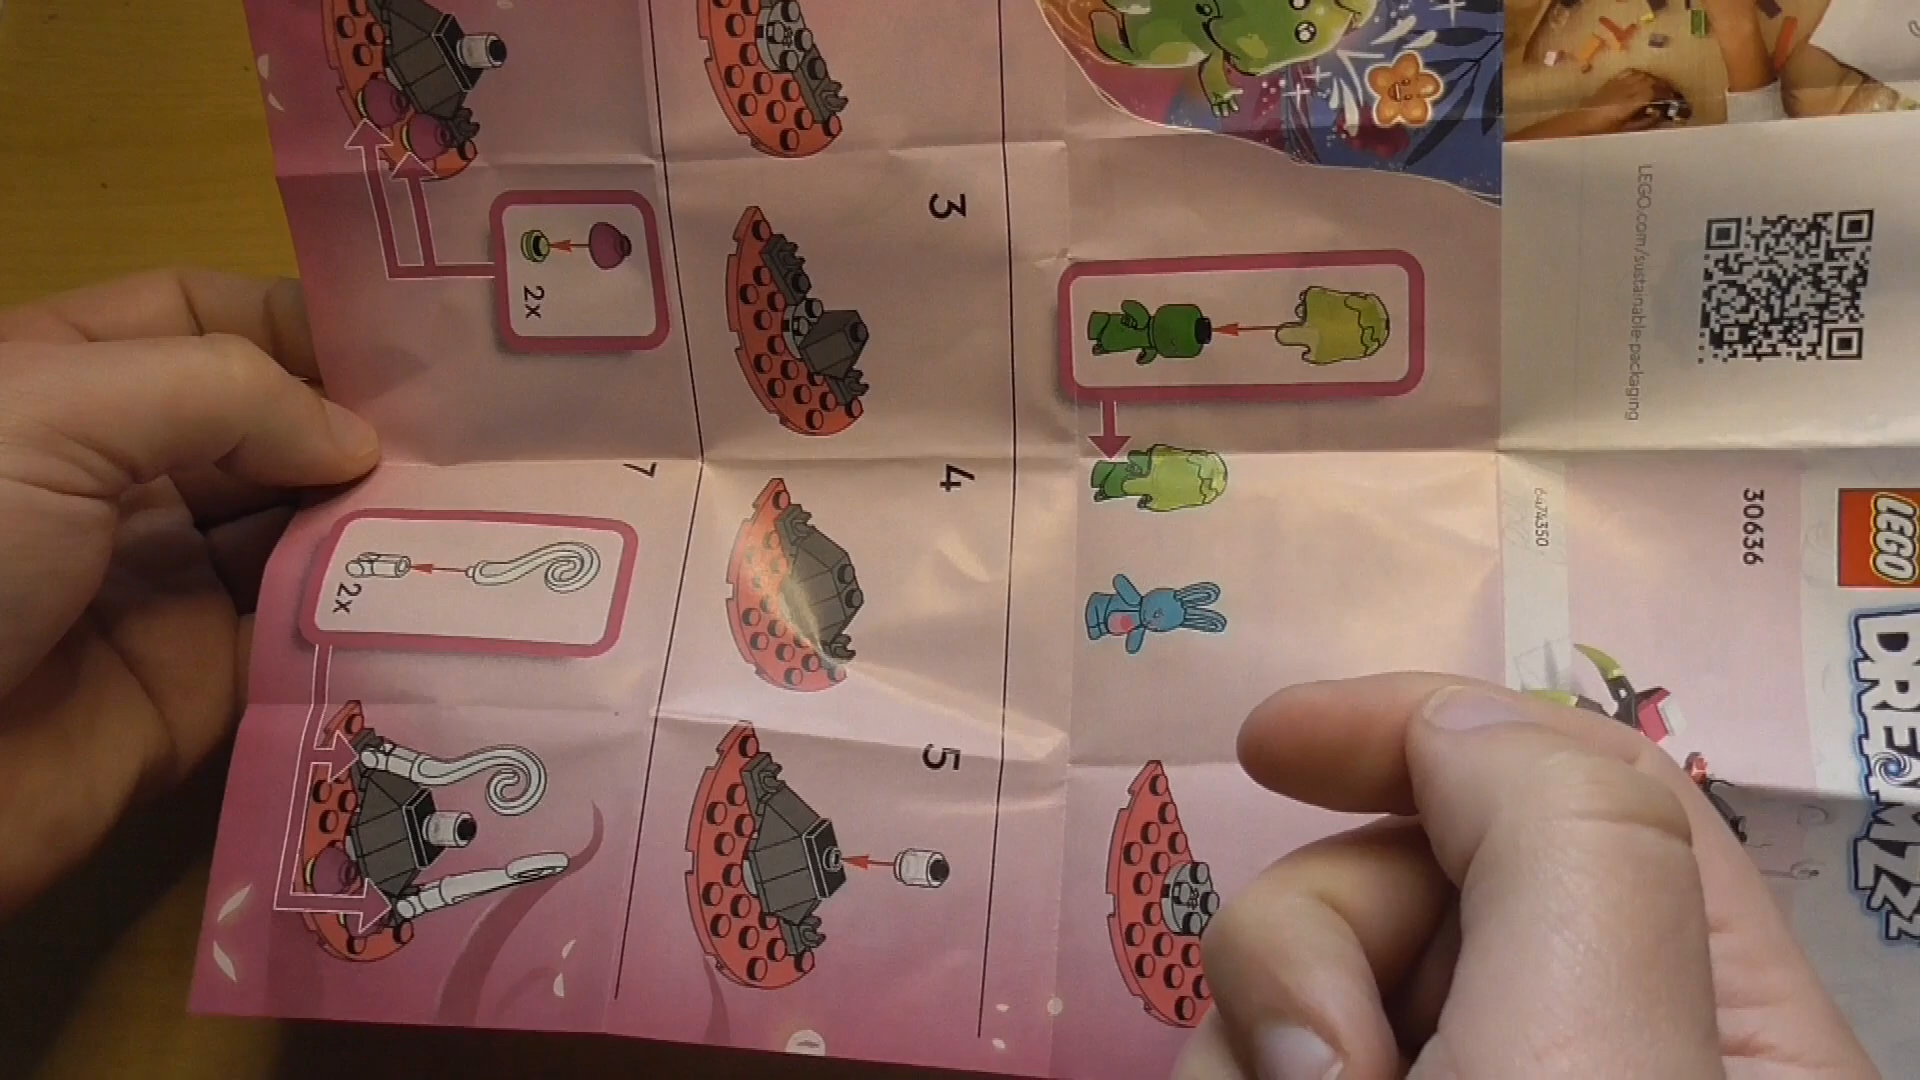 LEGO
DREAMZzz
30636
6474350
LEGO.com/sustainable-packaging
3
4
5
2x
7
2x